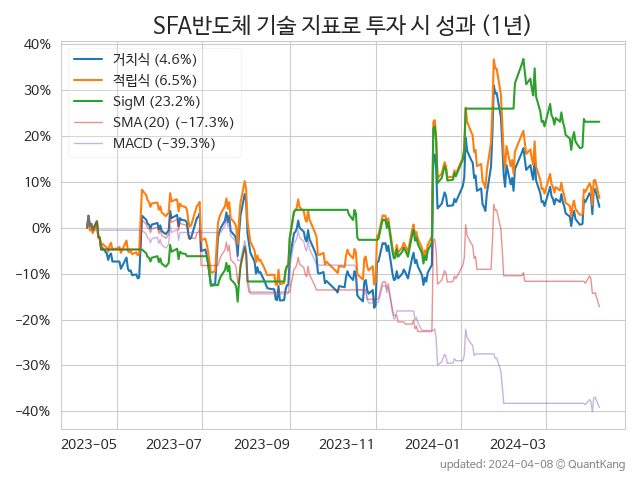 SFA반도체 기술 지표로 투자 시 성과 (1년)
40%
30%
20%
10%
0%
−10%
−20%
−30%
−40%
거치식 (4.6%)
적립식 (6.5%)
SigM (23.2%)
SMA(20) (−17.3%)
MACD (−39.3%)
2023-05 2023-07 2023-09 2023-11 2024-01 2024-03
updated: 2024-04-08 © QuantKang